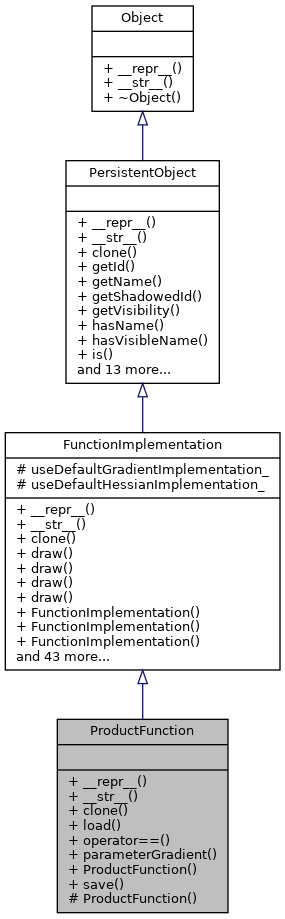 Object
+ __repr__()
+ __str__()
+ ~Object()
PersistentObject
+ __repr__()
+ __str__()
+ clone()
+ getId()
+ getName()
+ getShadowedId()
+ getVisibility()
+ hasName()
+ hasVisibleName()
+ is()
and 13 more...
FunctionImplementation
# useDefaultGradientImplementation_
# useDefaultHessianImplementation_
+ __repr__()
+ __str__()
+ clone()
+ draw()
+ draw()
+ draw()
+ draw()
+ FunctionImplementation()
+ FunctionImplementation()
+ FunctionImplementation()
and 43 more...
ProductFunction
+ __repr__()
+ __str__()
+ clone()
+ load()
+ operator==()
+ parameterGradient()
+ ProductFunction()
+ save()
# ProductFunction()